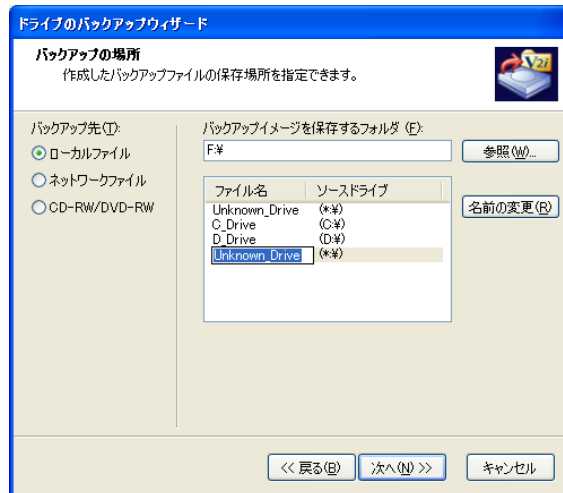 ドライブのバックアップウィザード
バックアップの場所
作成したバックアップファイルの保存場所を指定できます。
V2i
バックアップ先(T):
ローカルファイル
ネットワークファイル
CD-RW/DVD-RW
バックアップイメージを保存するフォルダ (F):
F:¥
参照(W)...
ファイル名 ソースドライブ
Unknown_Drive (*:¥)
C_Drive (C:¥)
D_Drive (D:¥)
Unknown_Drive (*:¥)
名前の変更(R)
<< 戻る(B)
次へ(N) >>
キャンセル